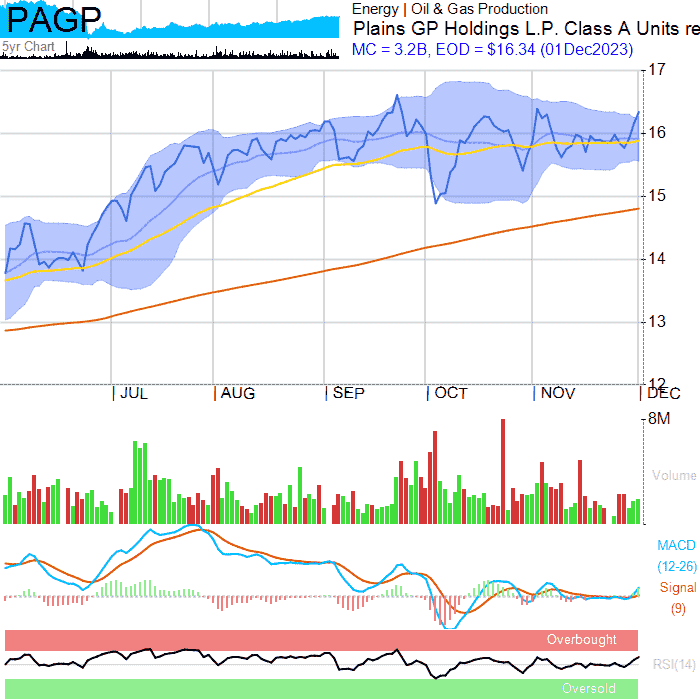 PAGP
5yr Chart
Energy | Oil & Gas Production
Plains GP Holdings L.P. Class A Units re
MC = 3.2B, EOD = $16.34 (01Dec2023)
17
16
15
14
13
12
JUL AUG SEP OCT NOV DEC
8M
Volume
MACD
(12-26)
Signal
(9)
Overbought
RSI(14)
Oversold